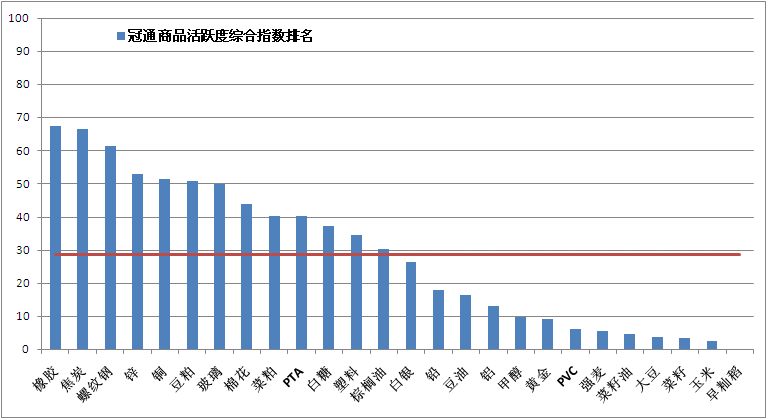 冠通商品活跃度综合指数排名
100
90
80
70
60
50
40
30
20
10
0
橡胶
焦炭
螺纹钢
锌
铜
豆粕
玻璃
棉花
菜粕
PTA
白糖
塑料
棕榈油
白银
铅
豆油
铝
甲醇
黄金
PVC
强麦
菜籽油
大豆
菜籽
玉米
早籼稻